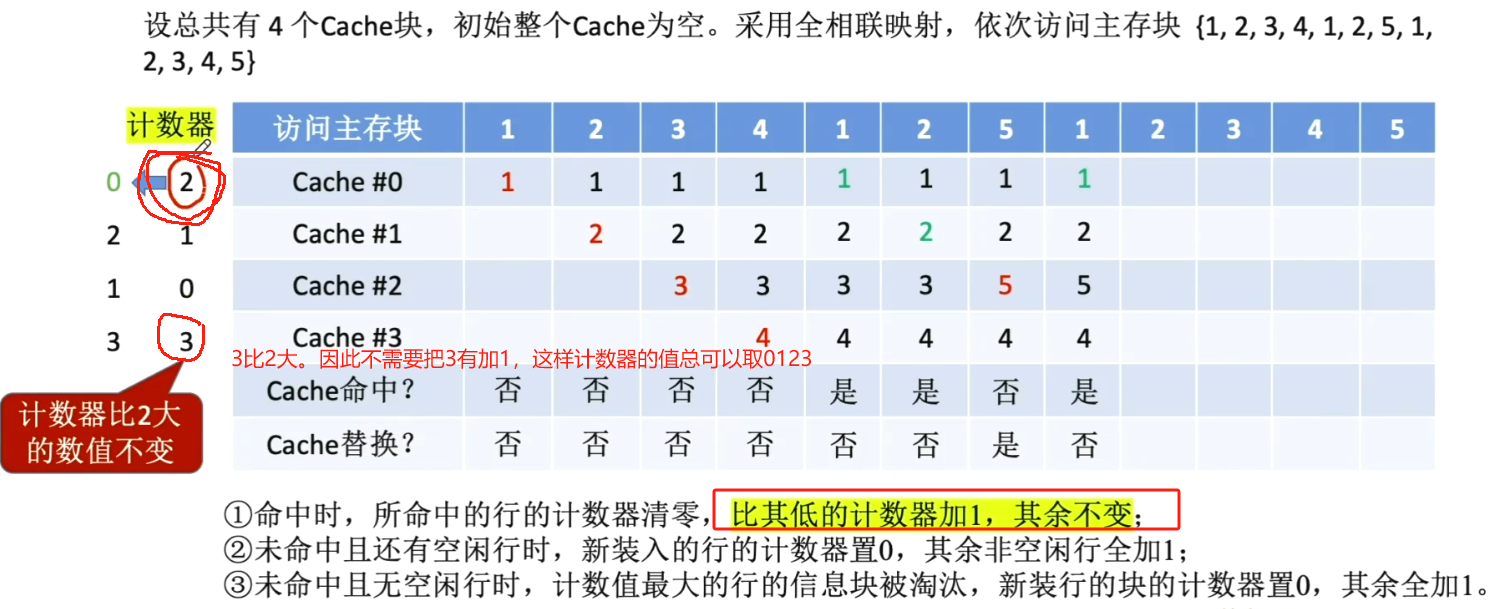 设总共有 4 个Cache块，初始整个Cache为空。采用全相联映射，依次访问主存块 {1, 2, 3, 4, 1, 2, 5, 1,
2, 3, 4, 5}
计数器 访问主存块 1 2 3 4 1 2 5 1 2 3 4 5
0 2 Cache #0 1 1 1 1 1 1 1 1
2 1 Cache #1 2 2 2 2 2 2 2
1 0 Cache #2 3 3 3 3 5 5
3 3 Cache #3 4 4 4 4 4
3比2大。因此不需要把3有加1，这样计数器的值总可以取0123
计数器比2大
的数值不变
Cache命中? 否 否 否 否 是 是 否 是
Cache替换? 否 否 否 否 否 否 是 否
①命中时，所命中的行的计数器清零，比其低的计数器加1，其余不变；
②未命中且还有空闲行时，新装入的行的计数器置0，其余非空闲行全加1；
③未命中且无空闲行时，计数值最大的行的信息块被淘汰，新装行的块的计数器置0，其余全加1。